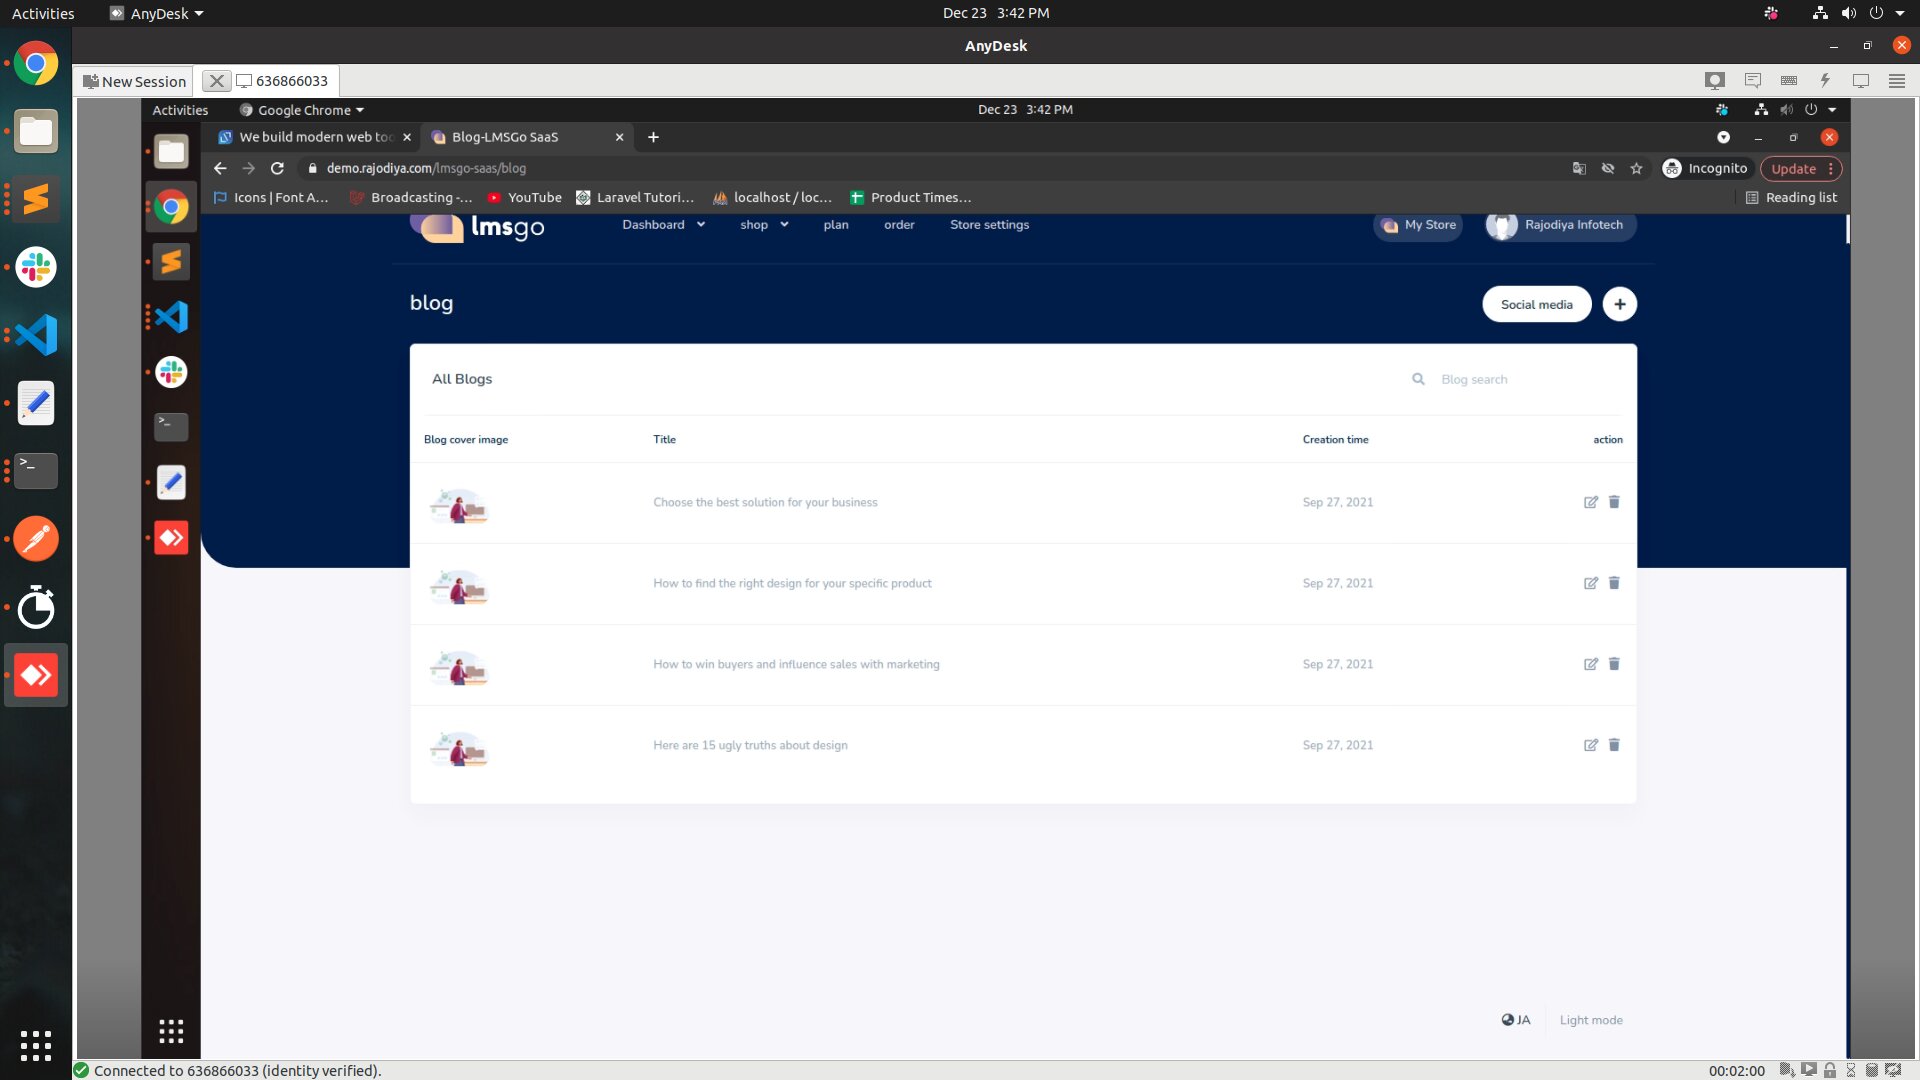 Activities AnyDesk Dec 23 3:42 PM
AnyDesk
New Session 636866033
Activities Google Chrome Dec 23 3:42 PM
We build modern web too Blog-LMSGo SaaS
demo.rajodiya.com/lmsgo-saas/blog Incognito Update
Icons | Font A... Broadcasting -... YouTube Laravel Tutori... localhost / loc... Product Times... Reading list
lmsgo Dashboard shop plan order Store settings My Store Rajodiya Infotech
blog Social media
All Blogs Blog search
Blog cover image Title Creation time action
Choose the best solution for your business Sep 27, 2021
How to find the right design for your specific product Sep 27, 2021
How to win buyers and influence sales with marketing Sep 27, 2021
Here are 15 ugly truths about design Sep 27, 2021
JA Light mode
Connected to 636866033 (identity verified). 00:02:00